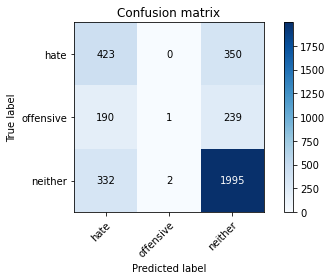 Confusion matrix
hate 423 0 350
offensive 190 1 239
neither 332 2 1995
True label
hate offensive neither
Predicted label
1750
1500
1250
1000
750
500
250
0